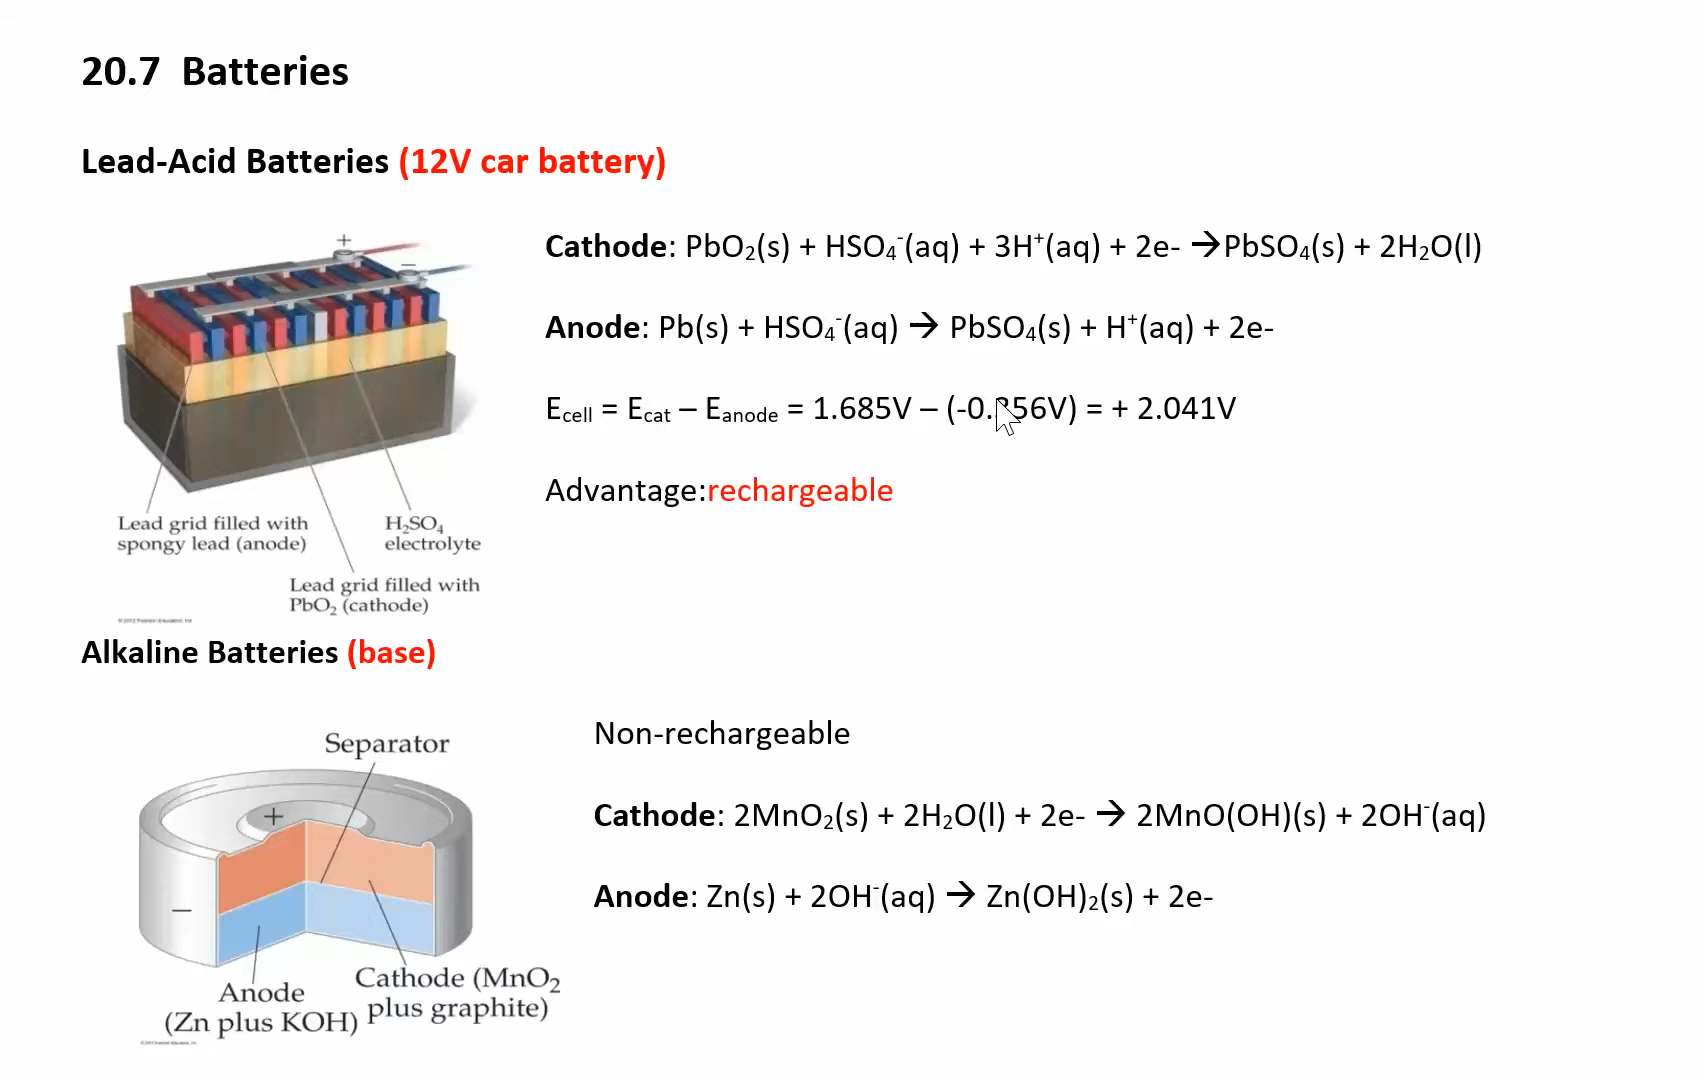 20.7 Batteries
Lead-Acid Batteries (12V car battery)
+
−
Cathode: PbO₂(s) + HSO₄⁻(aq) + 3H⁺(aq) + 2e- →PbSO₄(s) + 2H₂O(l)
Anode: Pb(s) + HSO₄⁻(aq) → PbSO₄(s) + H⁺(aq) + 2e-
Ecell = Ecat – Eanode = 1.685V – (-0.356V) = + 2.041V
Advantage:rechargeable
Lead grid filled with
spongy lead (anode)
H₂SO₄
electrolyte
Lead grid filled with
PbO₂ (cathode)
Alkaline Batteries (base)
Separator
+
−
Anode
(Zn plus KOH)
Cathode (MnO₂
plus graphite)
Non-rechargeable
Cathode: 2MnO₂(s) + 2H₂O(l) + 2e- → 2MnO(OH)(s) + 2OH⁻(aq)
Anode: Zn(s) + 2OH⁻(aq) → Zn(OH)₂(s) + 2e-